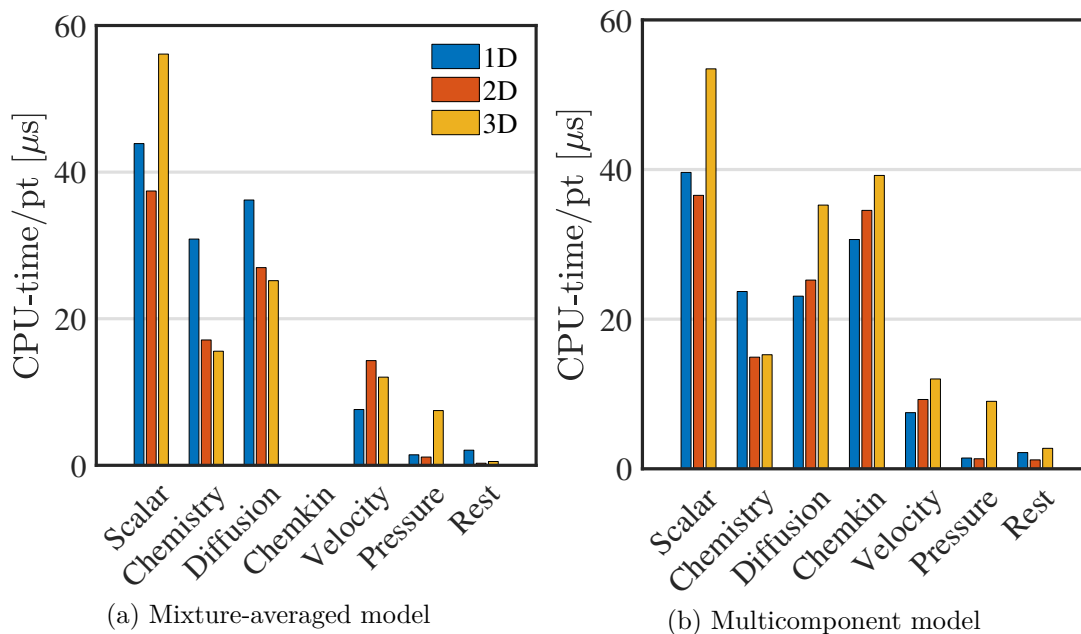 CPU-time/pt [μs]
60
40
20
0
1D
2D
3D
Scalar
Chemistry
Diffusion
Chemkin
Velocity
Pressure
Rest
(a) Mixture-averaged model
CPU-time/pt [μs]
60
40
20
0
Scalar
Chemistry
Diffusion
Chemkin
Velocity
Pressure
Rest
(b) Multicomponent model